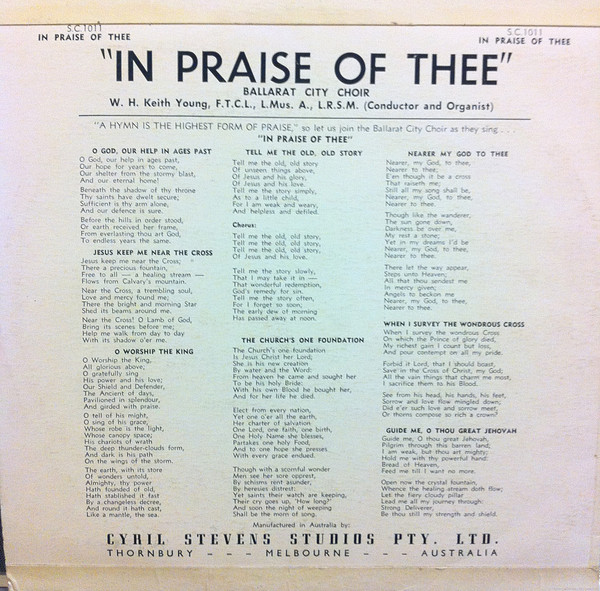 S.C.1011
IN PRAISE OF THEE
S.C.1011
IN PRAISE OF THEE
"IN PRAISE OF THEE"
BALLARAT CITY CHOIR
W. H. Keith Young, F.T.C.L., L.Mus. A., L.R.S.M. (Conductor and Organist)
"A HYMN IS THE HIGHEST FORM OF PRAISE," so let us join the Ballarat City Choir as they sing . . .
"IN PRAISE OF THEE"
O GOD, OUR HELP IN AGES PAST
O God, our help in ages past,
Our hope for years to come,
Our shelter from the stormy blast,
And our eternal home!
Beneath the shadow of thy throne
Thy saints have dwelt secure;
Sufficient is thy arm alone,
And our defence is sure.
Before the hills in order stood,
Or earth received her frame,
From everlasting thou art God,
To endless years the same.
JESUS KEEP ME NEAR THE CROSS
Jesus keep me near the Cross;
There a precious fountain,
Free to all — a healing stream —
Flows from Calvary's mountain.
Near the Cross, a trembling soul,
Love and mercy found me;
There the bright and morning Star
Shed its beams around me.
Near the Cross! O Lamb of God,
Bring its scenes before me;
Help me walk from day to day
With its shadow o'er me.
O WORSHIP THE KING
O Worship the King,
All glorious above;
O gratefully sing
His power and his love;
Our Shield and Defender,
The Ancient of days,
Pavilioned in splendour,
And girded with praise.
O tell of his might,
O sing of his grace,
Whose robe is the light,
Whose canopy space;
His chariots of wrath
The deep thunder-clouds form,
And dark is his path
On the wings of the storm.
The earth, with its store
Of wonders untold,
Almighty, thy power
Hath founded of old,
Hath stablished it fast
By a changeless decree,
And round it hath cast,
Like a mantle, the sea.
TELL ME THE OLD, OLD STORY
Tell me the old, old story
Of unseen things above,
Of Jesus and his glory,
Of Jesus and his love.
Tell me the story simply,
As to a little child,
For I am weak and weary,
And helpless and defiled.
Chorus:
Tell me the old, old story,
Tell me the old, old story,
Tell me the old, old story,
Of Jesus and his love.
Tell me the story slowly,
That I may take it in —
That wonderful redemption,
God's remedy for sin.
Tell me the story often,
For I forget so soon;
The early dew of morning
Has passed away at noon.
THE CHURCH'S ONE FOUNDATION
The Church's one foundation
Is Jesus Christ her Lord;
She is his new creation
By water and the Word:
From heaven he came and sought her
To be his holy Bride:
With his own Blood he bought her,
And for her life he died.
Elect from every nation,
Yet one o'er all the earth,
Her charter of salvation
One Lord, one faith, one birth,
One Holy Name she blesses,
Partakes one holy Food,
And to one hope she presses
With every grace endued.
Though with a scornful wonder
Men see her sore opprest,
By schisms rent asunder,
By heresies distrest:
Yet saints their watch are keeping,
Their cry goes up, "How long?"
And soon the night of weeping
Shall be the morn of song.
NEARER MY GOD TO THEE
Nearer, my God, to thee,
Nearer to thee;
E'en though it be a cross
That raiseth me;
Still all my song shall be,
Nearer, my God, to thee,
Nearer to thee.
Though like the wanderer,
The sun gone down,
Darkness be over me,
My rest a stone;
Yet in my dreams I'd be
Nearer, my God, to thee,
Nearer to thee.
There let the way appear,
Steps unto Heaven;
All that thou sendest me
In mercy given;
Angels to beckon me
Nearer, my God, to thee,
Nearer to thee.
WHEN I SURVEY THE WONDROUS CROSS
When I survey the wondrous Cross
On which the Prince of glory died,
My richest gain I count but loss,
And pour contempt on all my pride.
Forbid it Lord, that I should boast,
Save in the Cross of Christ, my God;
All the vain things that charm me most,
I sacrifice them to his Blood.
See from his head, his hands, his feet,
Sorrow and love flow mingled down;
Did e'er such love and sorrow meet,
Or thorns compose so rich a crown?
GUIDE ME, O THOU GREAT JEHOVAH
Guide me, O thou great Jehovah,
Pilgrim through this barren land;
I am weak, but thou art mighty;
Hold me with thy powerful hand:
Bread of Heaven,
Feed me till I want no more.
Open now the crystal fountain,
Whence the healing stream doth flow;
Let the fiery cloudy pillar
Lead me all my journey through:
Strong Deliverer,
Be thou still my strength and shield.
Manufactured in Australia by:
CYRIL STEVENS STUDIOS PTY. LTD.
THORNBURY - - - MELBOURNE - - - AUSTRALIA